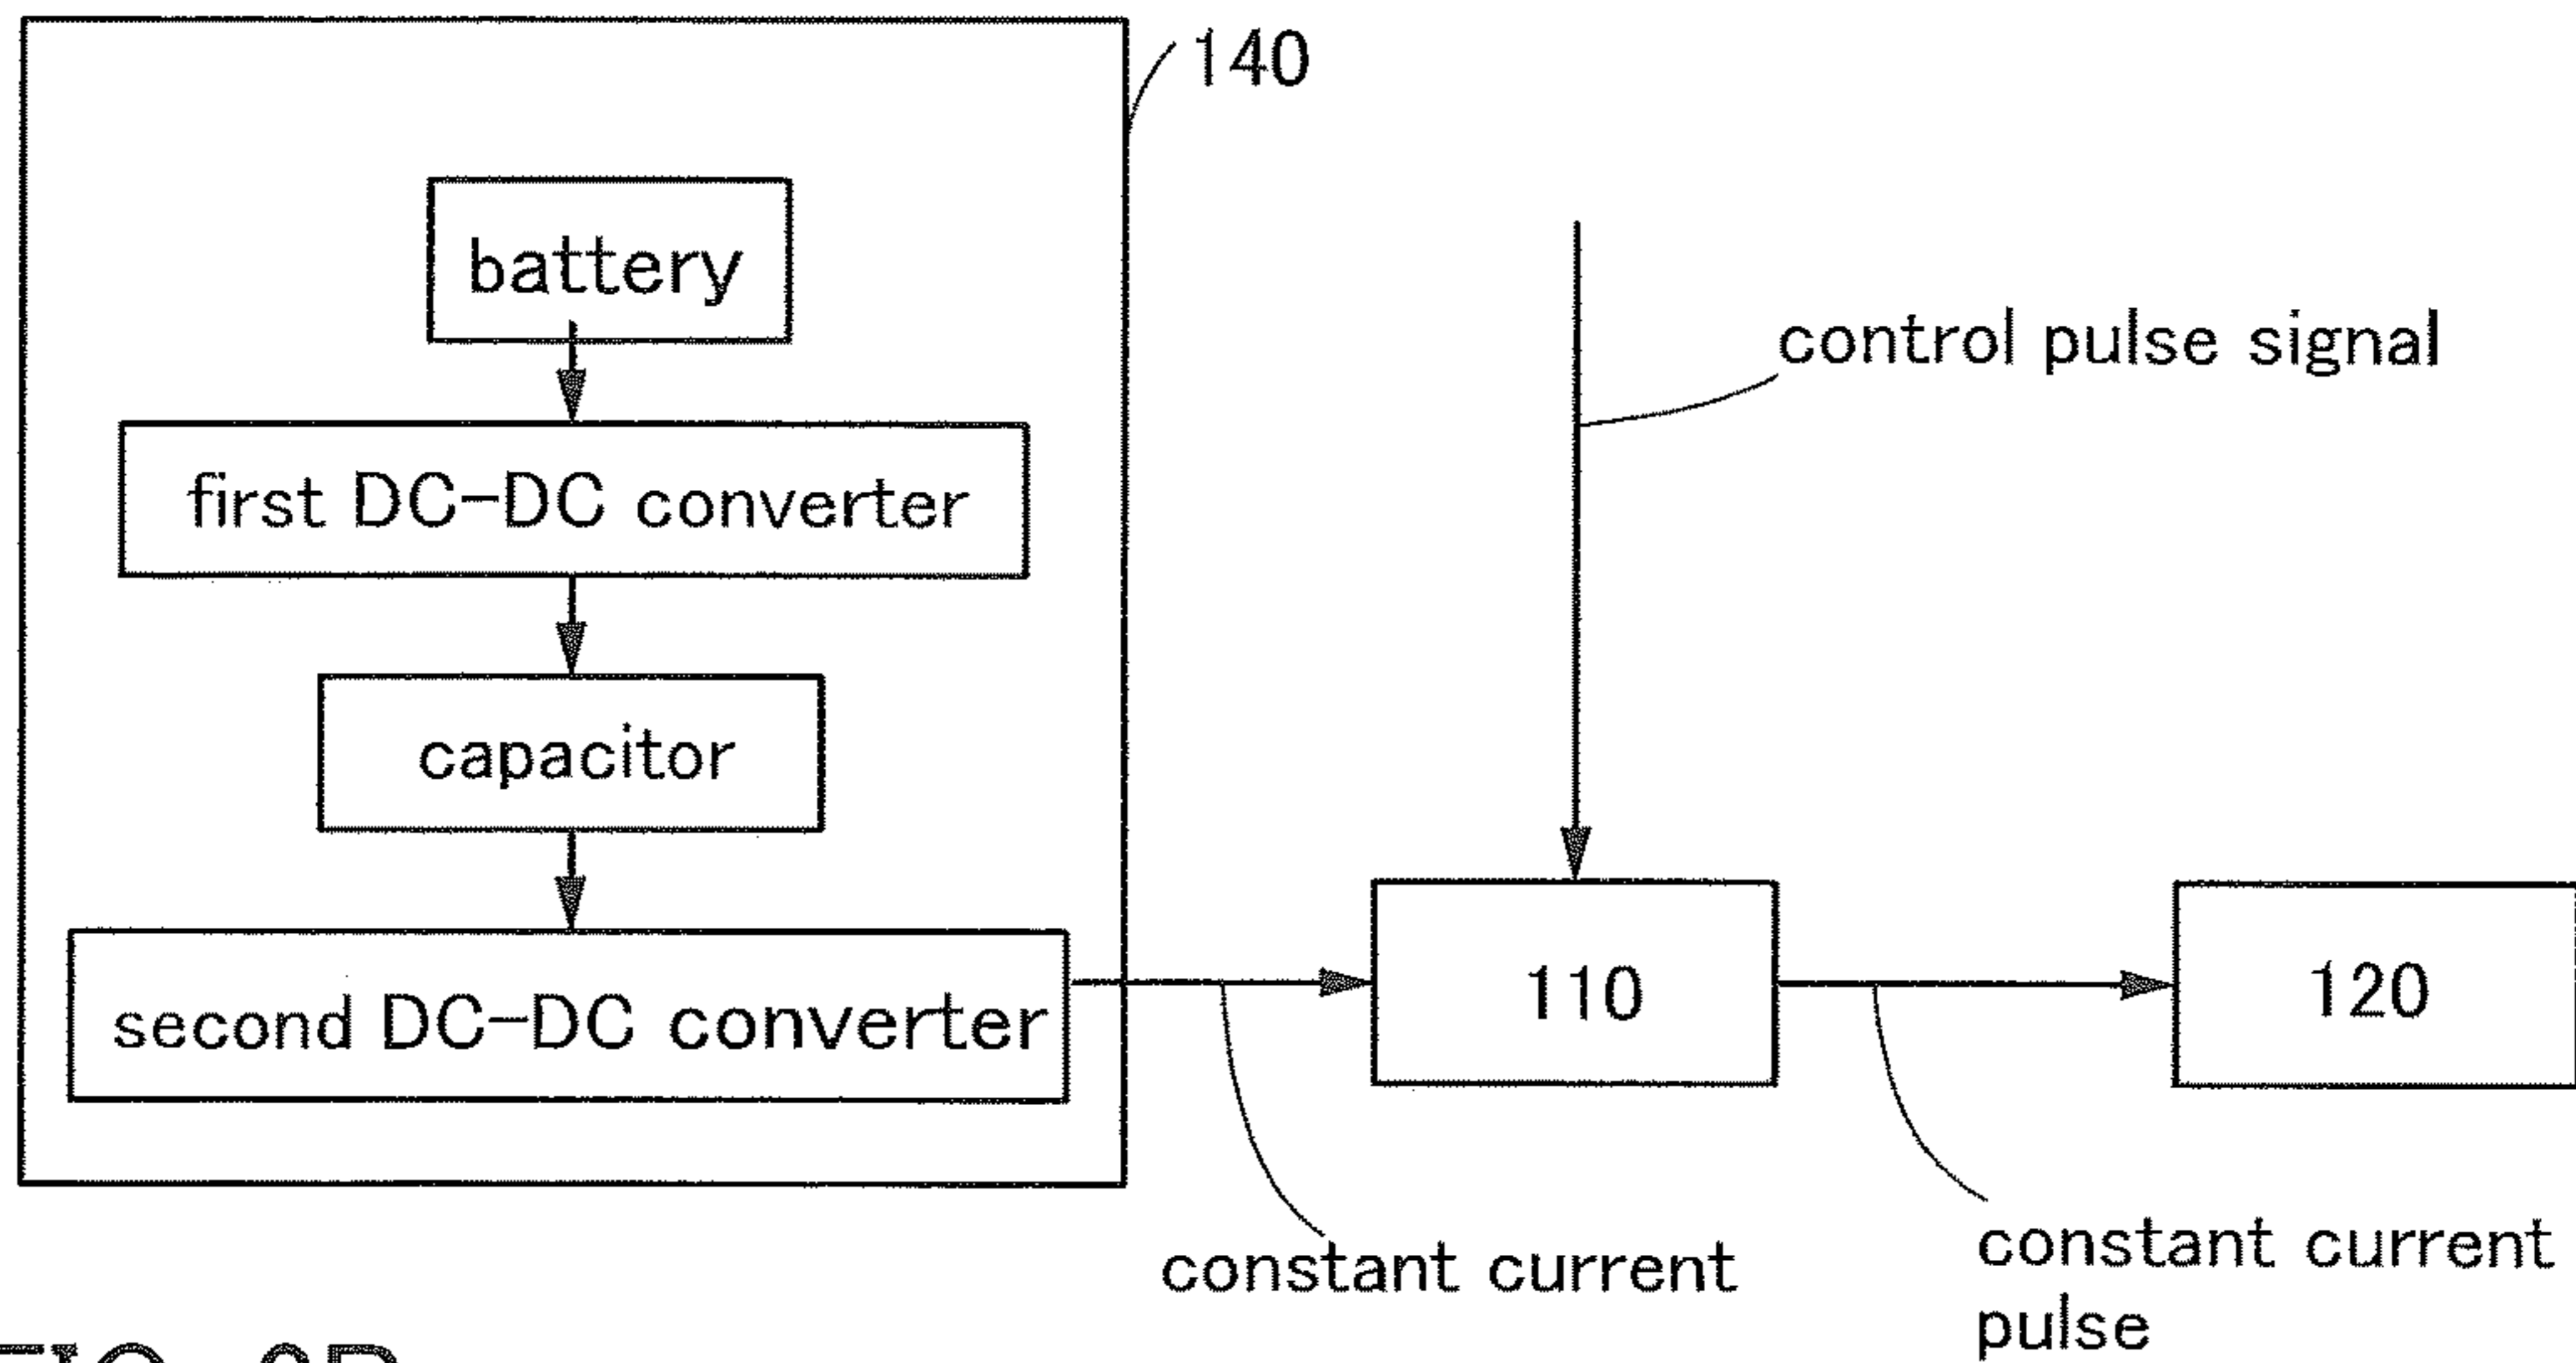 140
battery
control pulse signal
first DC-DC converter
capacitor
second DC-DC converter
110
120
constant current
constant current
pulse